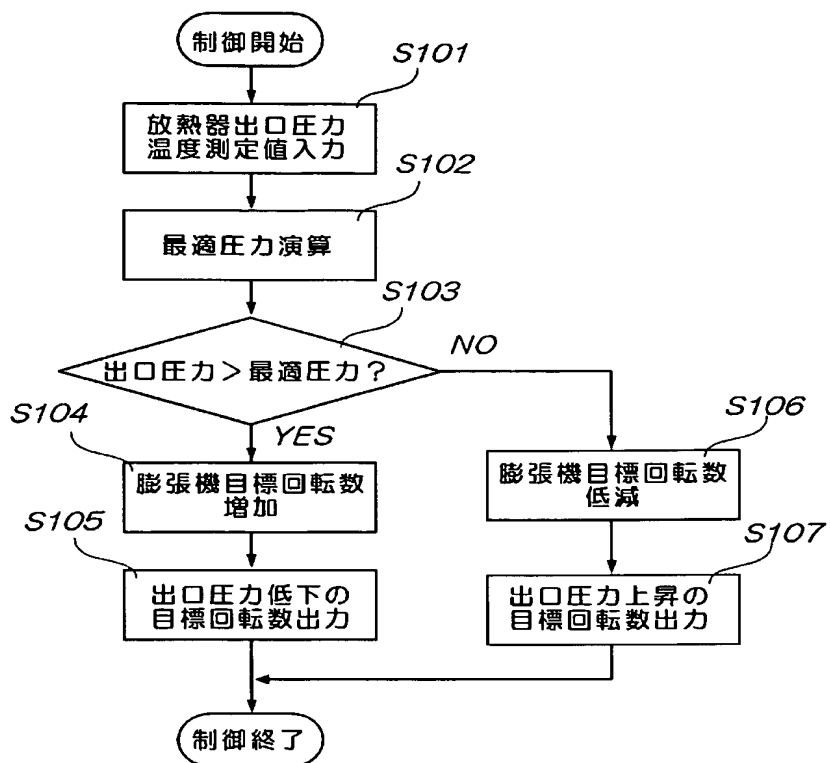 制御開始
S101
放熱器出口圧力
温度測定値入力
S102
最適圧力演算
S103
出口圧力>最適圧力?
NO
YES
S104
膨張機目標回転数
増加
S106
膨張機目標回転数
低減
S105
出口圧力低下の
目標回転数出力
S107
出口圧力上昇の
目標回転数出力
制御終了